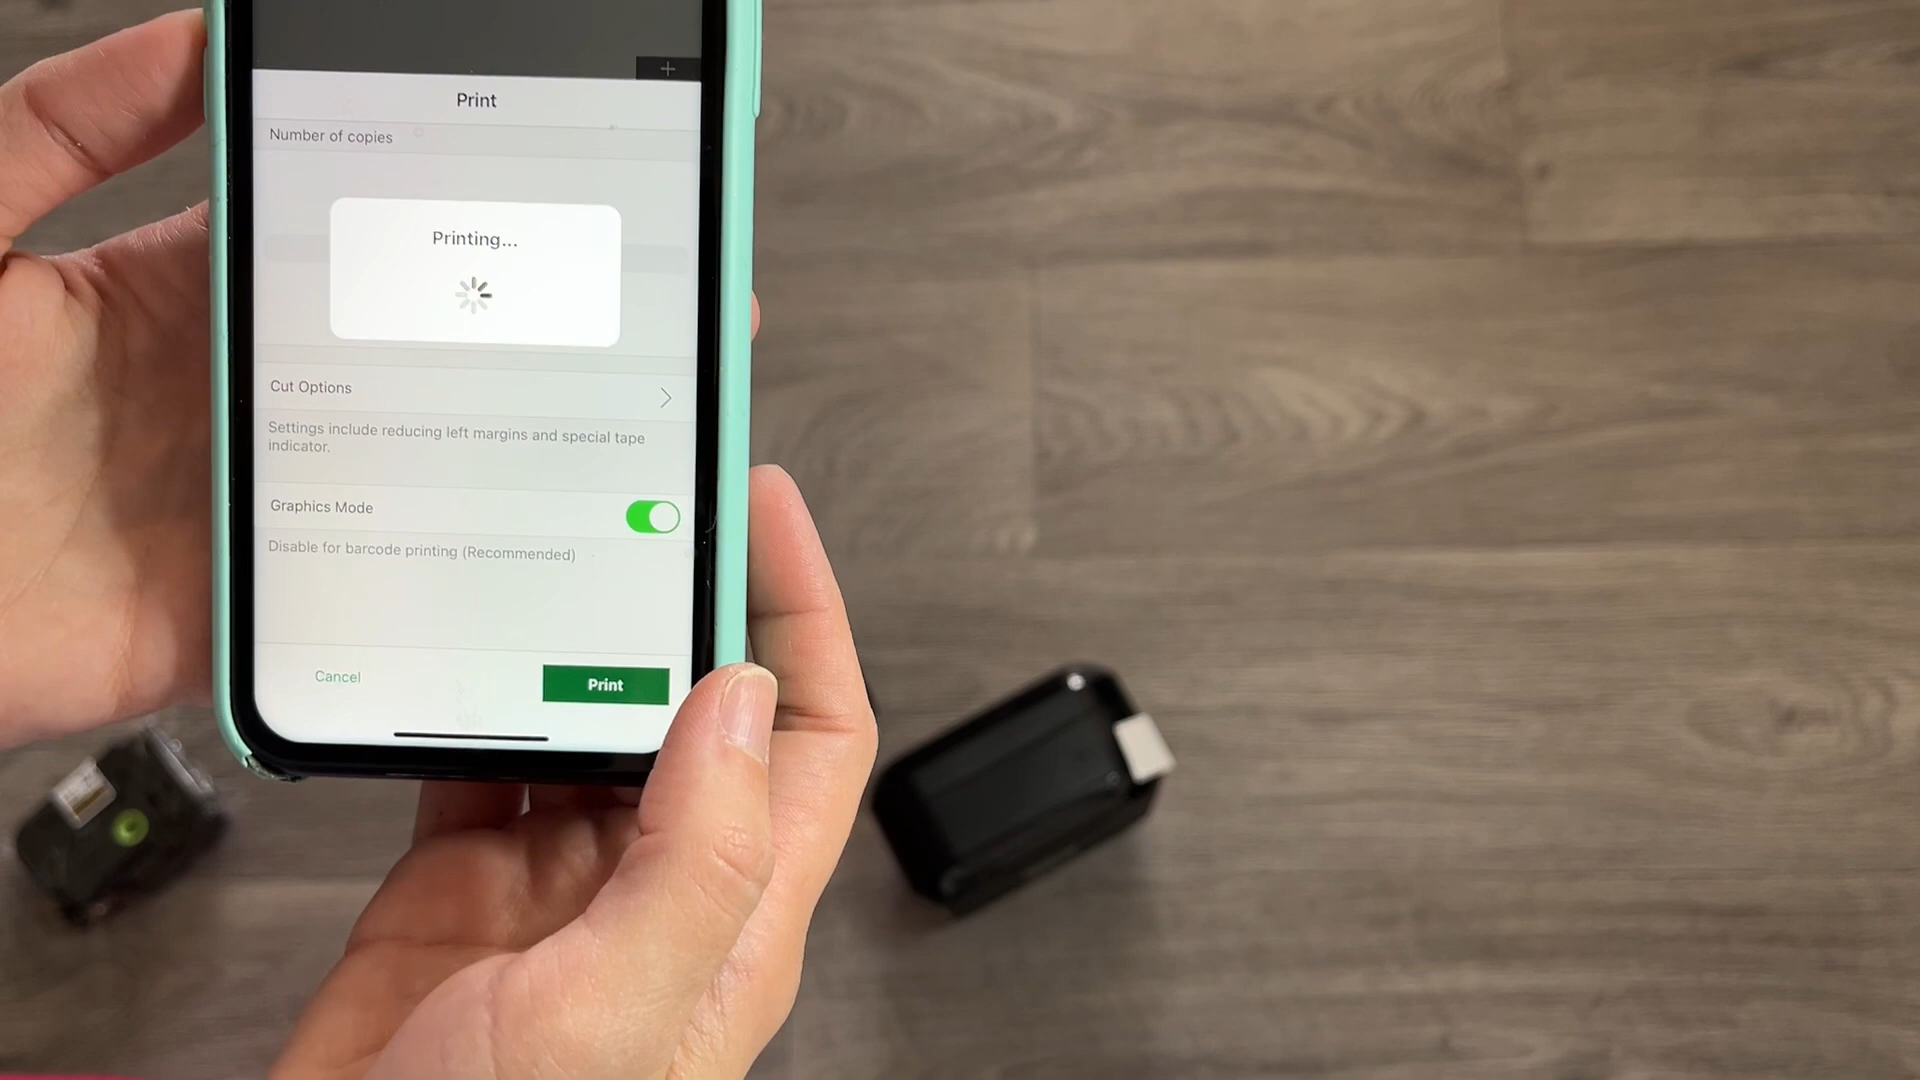 Print
Number of copies
Printing...
Cut Options
Settings include reducing left margins and special tape
indicator.
Graphics Mode
Disable for barcode printing (Recommended)
Cancel
Print